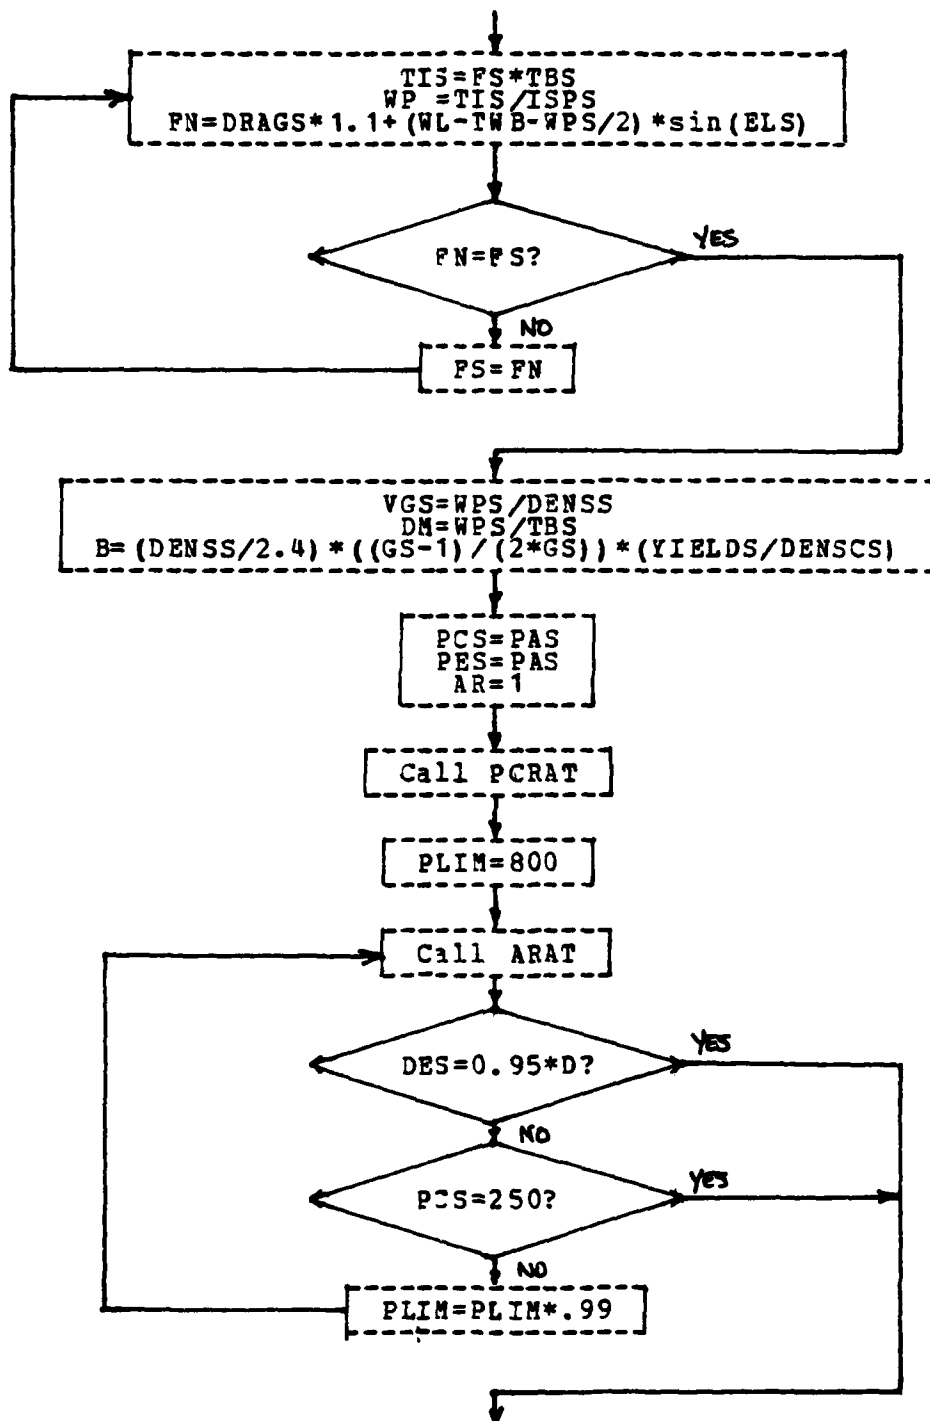 TIS=FS*TBS
WP =TIS/ISPS
FN=DRAGS*1.1+(WL-TWB-WPS/2)*sin(ELS)
FN=FS?
YES
NO
FS=FN
VGS=WPS/DENSS
DM=WPS/TBS
B=(DENSS/2.4)*((GS-1)/(2*GS))*(YIELDS/DENSCS)
PCS=PAS
PES=PAS
AR=1
Call PCRAT
PLIM=800
Call ARAT
DES=0.95*D?
YES
NO
PCS=250?
YES
NO
PLIM=PLIM*.99